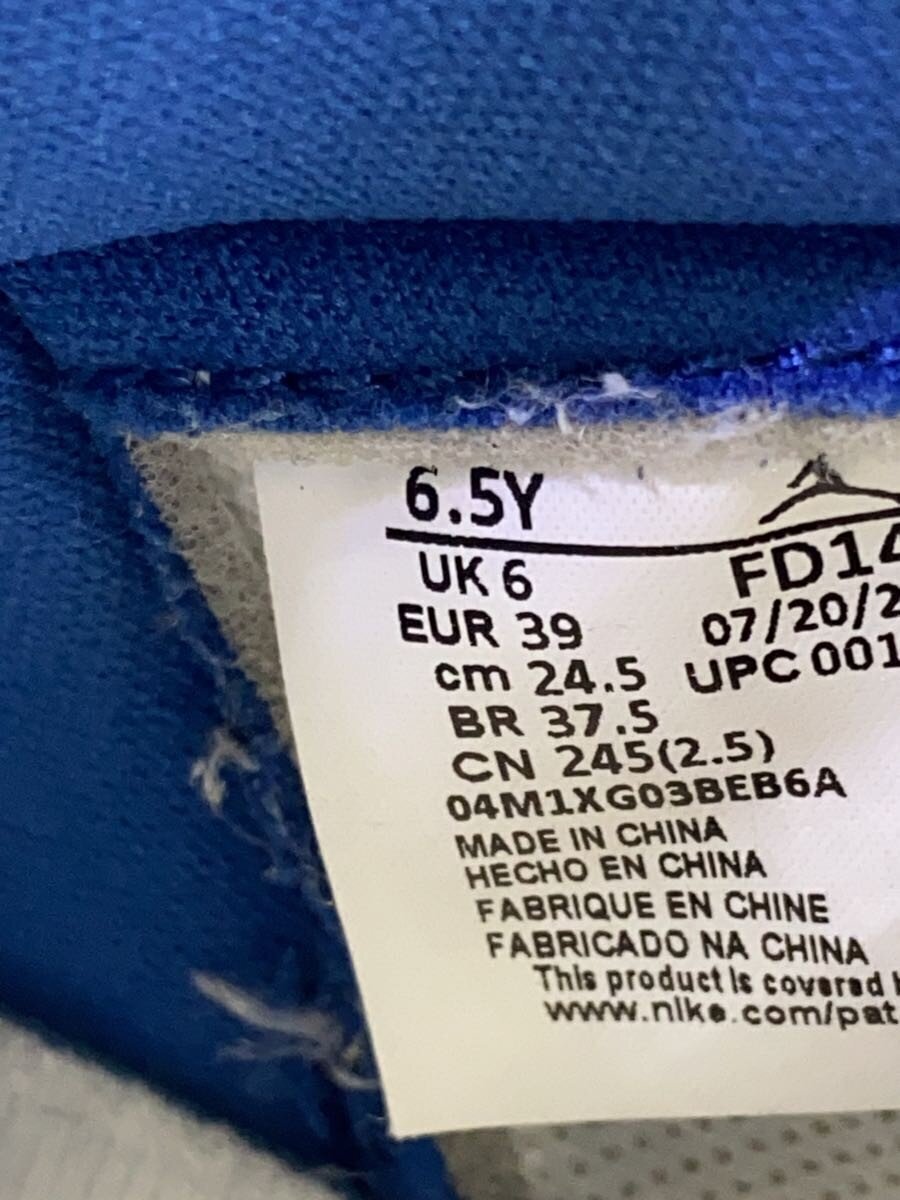 6.5Y
UK 6 FD14
EUR 39 07/20/2
cm 24.5 UPC 001
BR 37.5
CN 245(2.5)
04M1XG03BEB6A
MADE IN CHINA
HECHO EN CHINA
FABRIQUE EN CHINE
FABRICADO NA CHINA
This product is covered
www.nike.com/pat